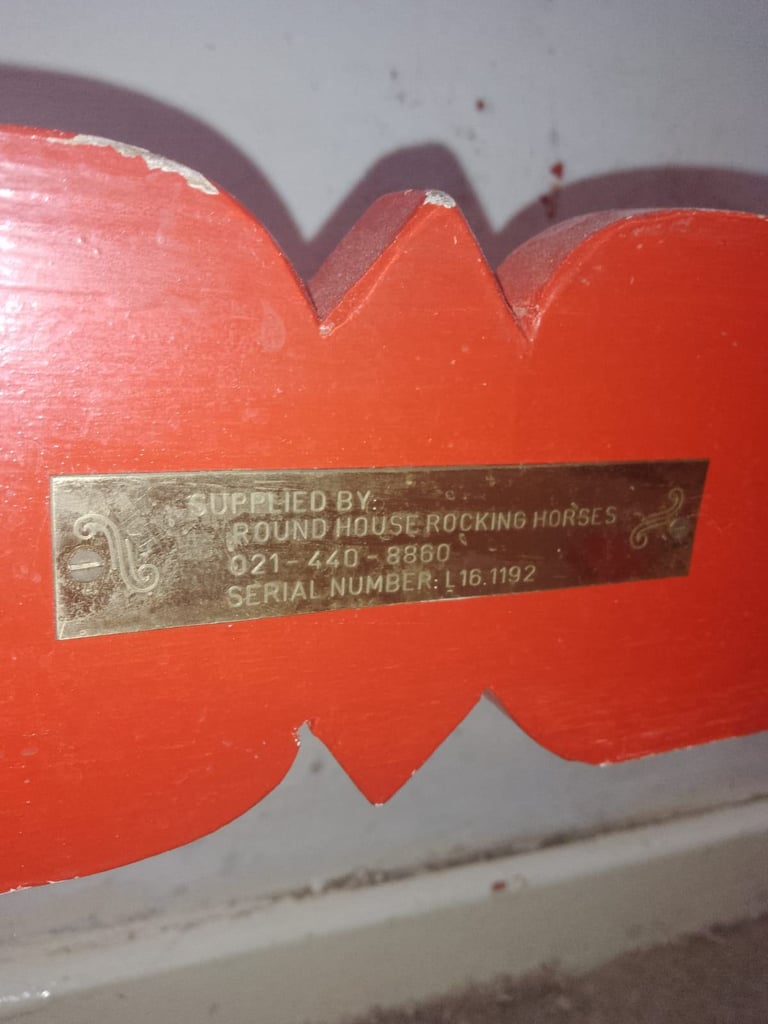 SUPPLIED BY:
ROUND HOUSE ROCKING HORSES
021-440-8860
SERIAL NUMBER: L16.1192